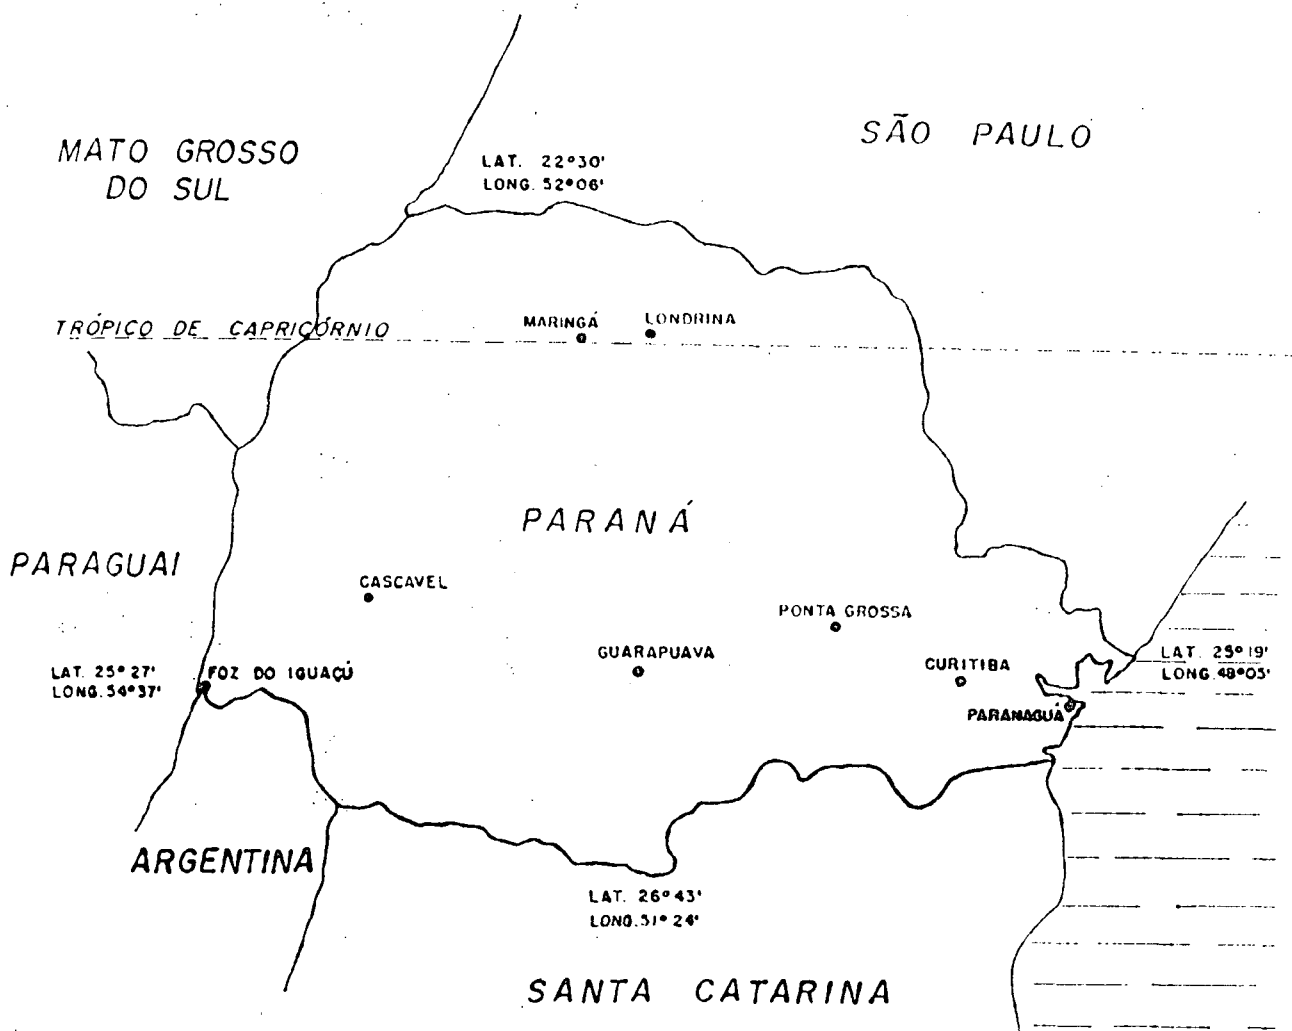 SÃO PAULO
MATO GROSSO
DO SUL
LAT. 22°30'
LONG. 52°06'
TRÓPICO DE CAPRICÓRNIO
MARINGÁ
LONDRINA
PARANÁ
PARAGUAI
CASCAVEL
PONTA GROSSA
GUARAPUAVA
CURITIBA
LAT. 25°19'
LONG. 48°05'
LAT. 25°27'
LONG. 54°37'
FOZ DO IGUAÇÚ
PARANAGUÁ
ARGENTINA
LAT. 26°43'
LONG. 51°24'
SANTA CATARINA